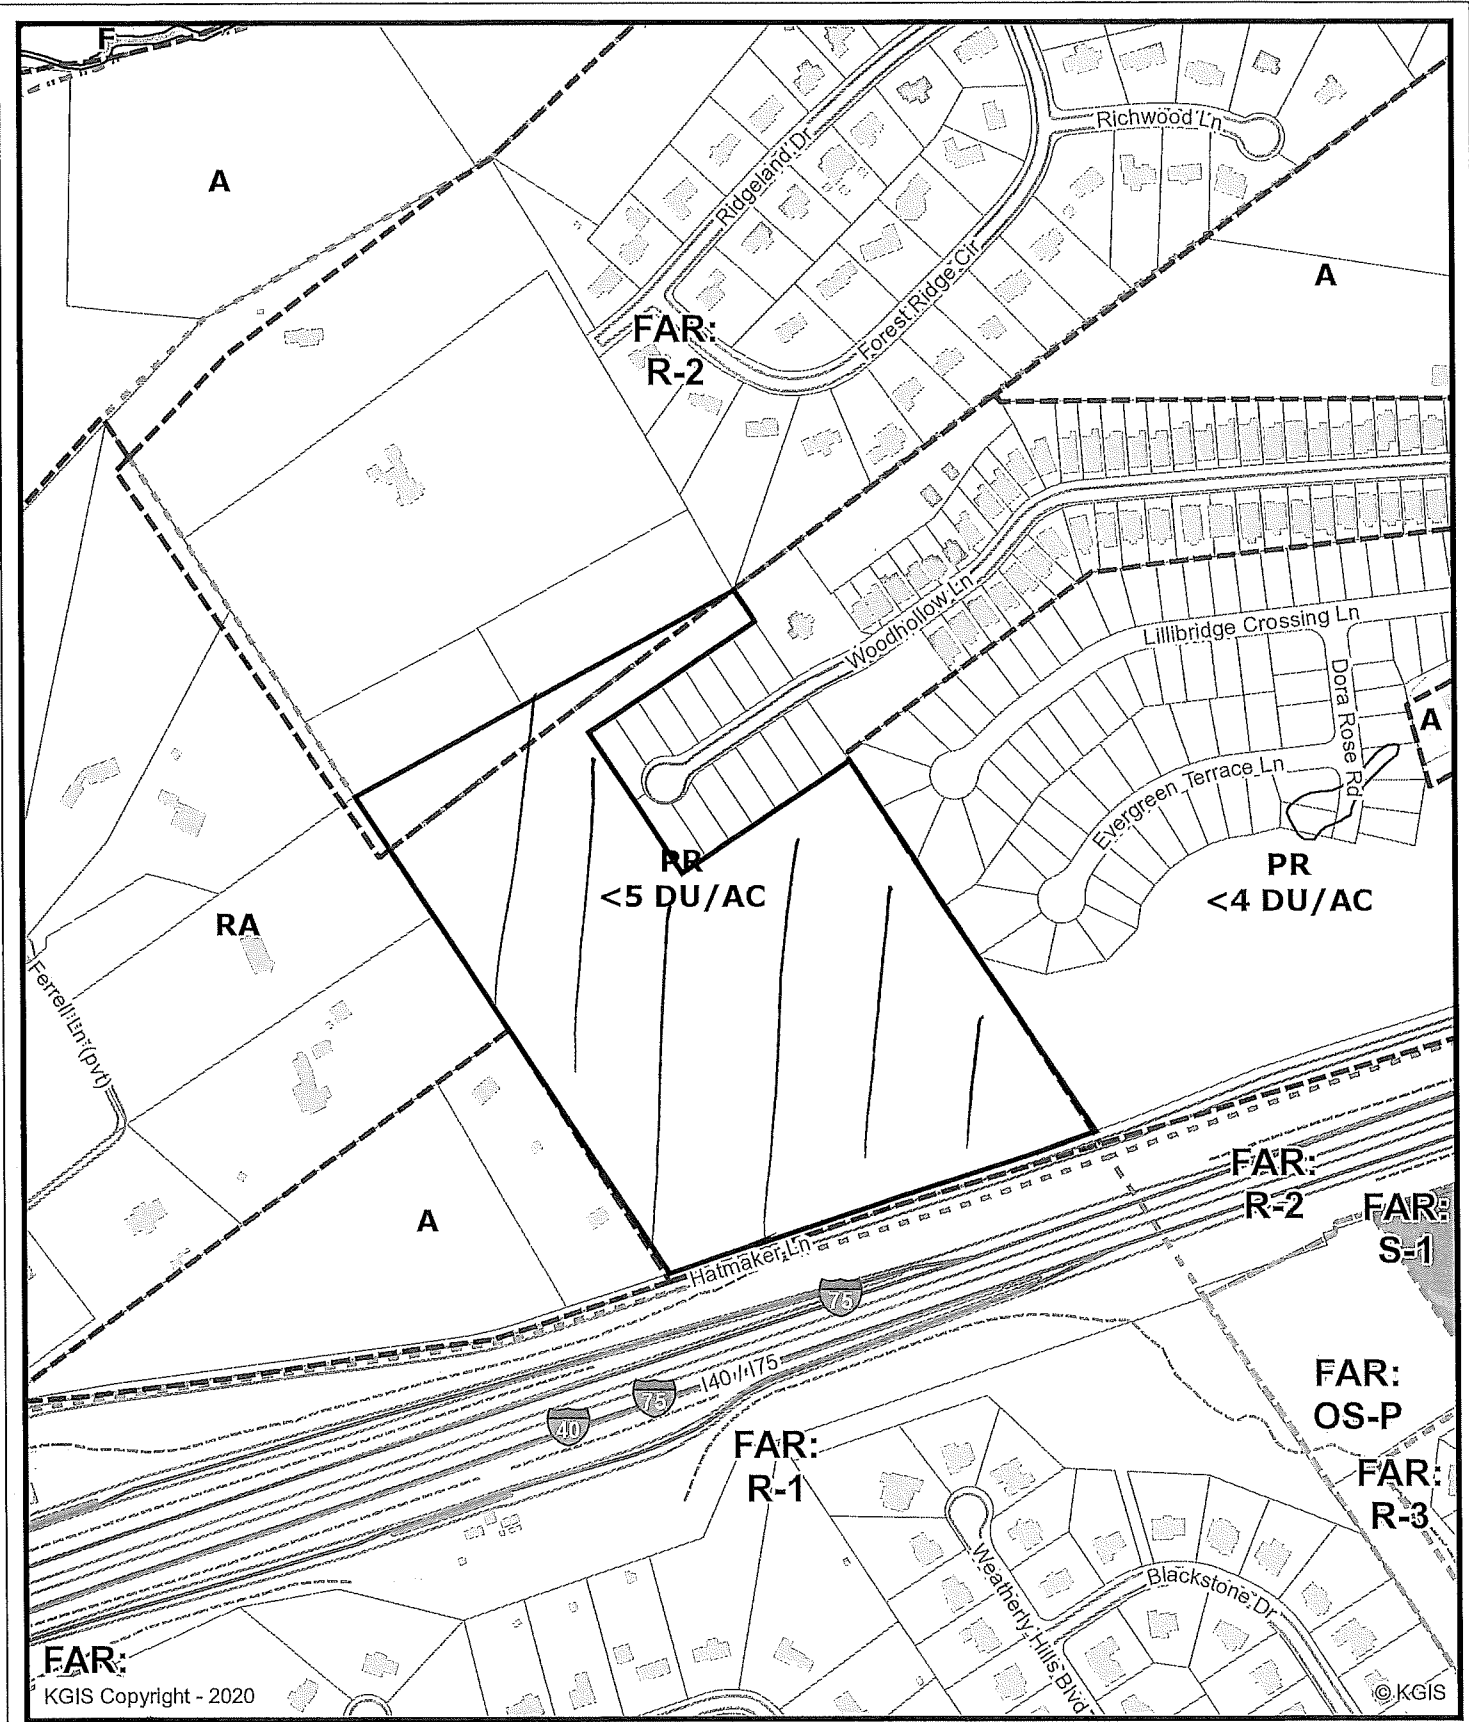 F
A
Ridgeland Dr
Richwood Ln
A
Forest Ridge Cir
FAR:
R-2
Woodhollow Ln
Lillibridge Crossing Ln
Dora Rose Rd
A
Evergreen Terrace Ln
PR
<5 DU/AC
PR
<4 DU/AC
RA
Ferrell Ln (pvt)
A
Hatmaker Ln
FAR:
R-2
FAR:
S-1
75
I40 / I75
75
40
FAR:
OS-P
FAR:
R-1
FAR:
R-3
Weatherly Hills Blvd
Blackstone Dr
FAR:
KGIS Copyright - 2020
© KGIS